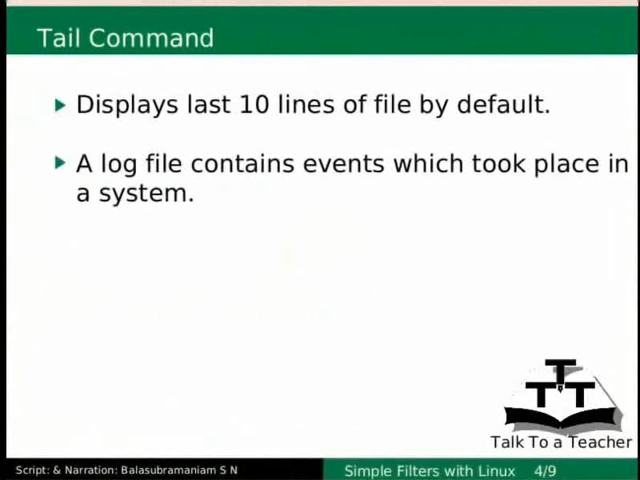 Tail Command
Displays last 10 lines of file by default.
A log file contains events which took place in
a system.
T
T T
Talk To a Teacher
Script: & Narration: Balasubramaniam S N
Simple Filters with Linux 4/9